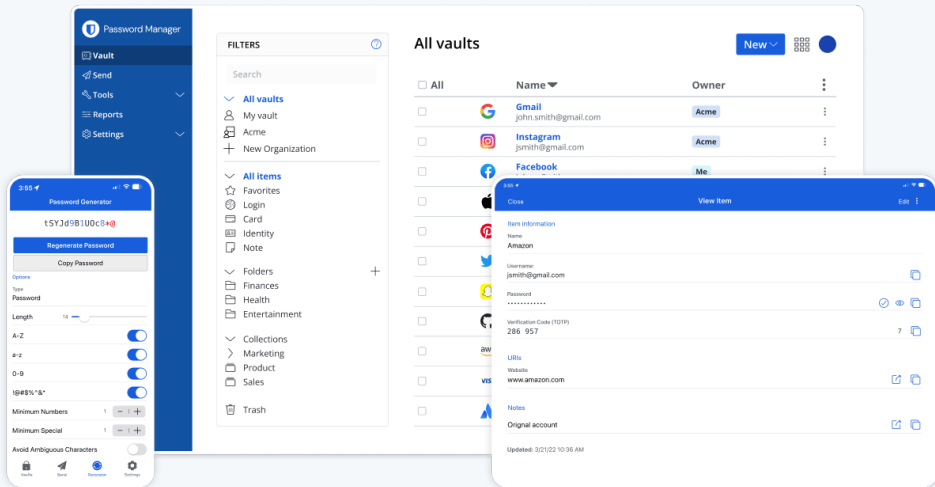 Password Manager
Vault
Send
Tools
Reports
Settings
FILTERS
Search
All vaults
My vault
Acme
New Organization
All items
Favorites
Login
Card
Identity
Note
Folders
Finances
Health
Entertainment
Collections
Marketing
Product
Sales
Trash
All vaults
New
All Name Owner
Gmail
john.smith@gmail.com
Acme
Instagram
jsmith@gmail.com
Acme
Facebook
Me
VISA
3:55
Password Generator
tSYJd9B1UOc8*@
Regenerate Password
Copy Password
Options
Type
Password
Length 14
A-Z
a-z
0-9
!@#$%^&*
Minimum Numbers 1 - +
Minimum Special 1 - +
Avoid Ambiguous Characters
Vaults Send Generator Settings
3:55
Close View Item Edit
Item information
Name
Amazon
Username:
jsmith@gmail.com
Password
••••••••••••
Verification Code (TOTP)
286 957 7
URIs
Website
www.amazon.com
Notes
Orignal account
Updated: 3/21/22 10:36 AM